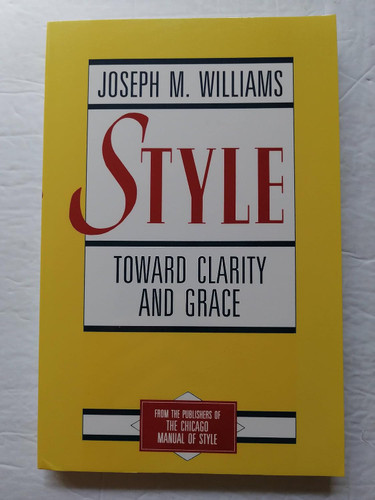 JOSEPH M. WILLIAMS
STYLE
TOWARD CLARITY
AND GRACE
FROM THE PUBLISHERS OF
THE CHICAGO
MANUAL OF STYLE